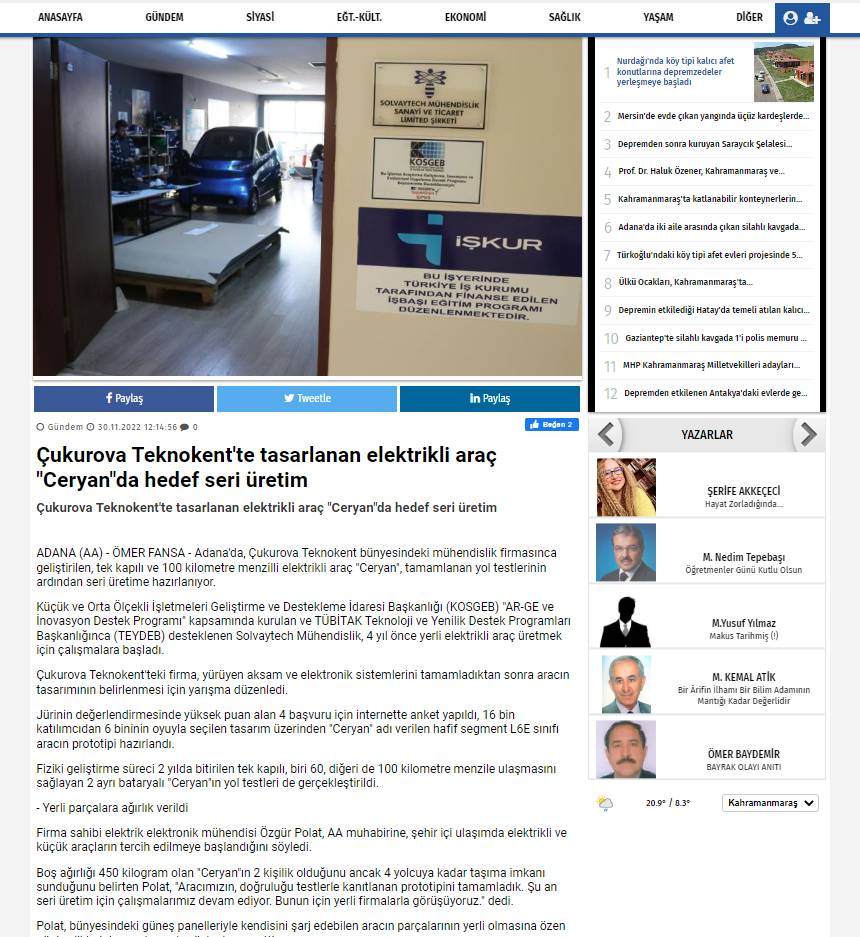 ANASAYFA GÜNDEM SİYASİ EĞT.-KÜLT. EKONOMİ SAĞLIK YAŞAM DİĞER
SOLVAYTECH MÜHENDİSLİK
SANAYİ VE TİCARET
LİMİTED ŞİRKETİ
KOSGEB
İŞKUR
BU İŞYERİNDE
TÜRKİYE İŞ KURUMU
TARAFINDAN FİNANSE EDİLEN
İŞBAŞI EĞİTİM PROGRAMI
DÜZENLENMEKTEDİR.
Paylaş Tweetle Paylaş
Gündem 30.11.2022 12:14:56 0
Beğen 2
Çukurova Teknokent'te tasarlanan elektrikli araç
"Ceryan"da hedef seri üretim
Çukurova Teknokent'te tasarlanan elektrikli araç "Ceryan"da hedef seri üretim
ADANA (AA) - ÖMER FANSA - Adana'da, Çukurova Teknokent bünyesindeki mühendislik firmasınca
geliştirilen, tek kapılı ve 100 kilometre menzilli elektrikli araç "Ceryan", tamamlanan yol testlerinin
ardından seri üretime hazırlanıyor.
Küçük ve Orta Ölçekli İşletmeleri Geliştirme ve Destekleme İdaresi Başkanlığı (KOSGEB) "AR-GE ve
İnovasyon Destek Programı" kapsamında kurulan ve TÜBİTAK Teknoloji ve Yenilik Destek Programları
Başkanlığınca (TEYDEB) desteklenen Solvaytech Mühendislik, 4 yıl önce yerli elektrikli araç üretmek
için çalışmalara başladı.
Çukurova Teknokent'teki firma, yürüyen aksam ve elektronik sistemlerini tamamladıktan sonra aracın
tasarımının belirlenmesi için yarışma düzenledi.
Jürinin değerlendirmesinde yüksek puan alan 4 başvuru için internette anket yapıldı, 16 bin
katılımcıdan 6 bininin oyuyla seçilen tasarım üzerinden "Ceryan" adı verilen hafif segment L6E sınıfı
aracın prototipi hazırlandı.
Fiziki geliştirme süreci 2 yılda bitirilen tek kapılı, biri 60, diğeri de 100 kilometre menzile ulaşmasını
sağlayan 2 ayrı bataryalı "Ceryan"ın yol testleri de gerçekleştirildi.
- Yerli parçalara ağırlık verildi
Firma sahibi elektrik elektronik mühendisi Özgür Polat, AA muhabirine, şehir içi ulaşımda elektrikli ve
küçük araçların tercih edilmeye başlandığını söyledi.
Boş ağırlığı 450 kilogram olan "Ceryan"ın 2 kişilik olduğunu ancak 4 yolcuya kadar taşıma imkanı
sunduğunu belirten Polat, "Aracımızın, doğruluğu testlerle kanıtlanan prototipini tamamladık. Şu an
seri üretim için çalışmalarımız devam ediyor. Bunun için yerli firmalarla görüşüyoruz." dedi.
Polat, bünyesindeki güneş panelleriyle kendisini şarj edebilen aracın parçalarının yerli olmasına özen
1 Nurdağı'nda köy tipi kalıcı afet
konutlarına depremzedeler
yerleşmeye başladı
2 Mersin'de evde çıkan yangında üçüz kardeşlerde...
3 Depremden sonra kuruyan Saraycık Şelalesi...
4 Prof. Dr. Haluk Özener, Kahramanmaraş ve...
5 Kahramanmaraş'ta katlanabilir konteynerlerin...
6 Adana'da iki aile arasında çıkan silahlı kavgada...
7 Türkoğlu'ndaki köy tipi afet evleri projesinde 5...
8 Ülkü Ocakları, Kahramanmaraş'ta...
9 Depremin etkilediği Hatay'da temeli atılan kalıcı...
10 Gaziantep'te silahlı kavgada 1'i polis memuru ...
11 MHP Kahramanmaraş Milletvekilleri adayları...
12 Depremden etkilenen Antakya'daki evlerde ge...
YAZARLAR
ŞERİFE AKKEÇECİ
Hayat Zorladığında...
M. Nedim Tepebaşı
Öğretmenler Günü Kutlu Olsun
M.Yusuf Yılmaz
Makus Tarihmiş (!)
M. KEMAL ATİK
Bir Ârifin İlhamı Bir Bilim Adamının
Mantığı Kadar Değerlidir
ÖMER BAYDEMİR
BAYRAK OLAYI ANITI
20.9° / 8.3° Kahramanmaraş